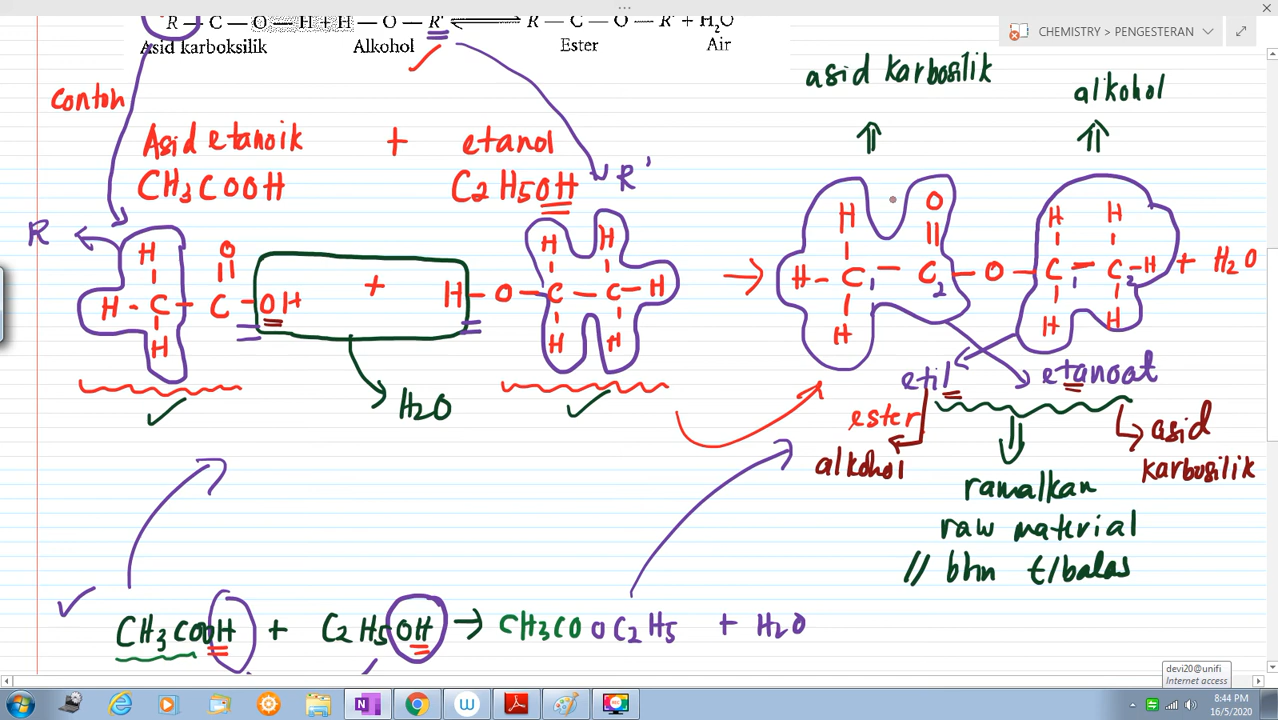 R — C — O — H + H — O — R' ⇌ R — C — O — R' + H₂O
Asid karboksilik Alkohol Ester Air
CHEMISTRY > PENGESTERAN
Contoh
asid karbosilik
alkohol
Asid etanoik + etanol
CH3COOH C2H5OH
R'
R
H O
H - C - C - OH + H - O - C - C - H
H
H H
H H
H2O
→
H O H H
H - C1 - C2 - O - C1 - C2 - H + H2O
H H H
etil etanoat
ester
alkohol
asid
karbosilik
ramalkan
raw material
// bhn t/balas
CH3COOH + C2H5OH → CH3COOC2H5 + H2O
devi20@unifi
Internet access
8:44 PM
16/5/2020